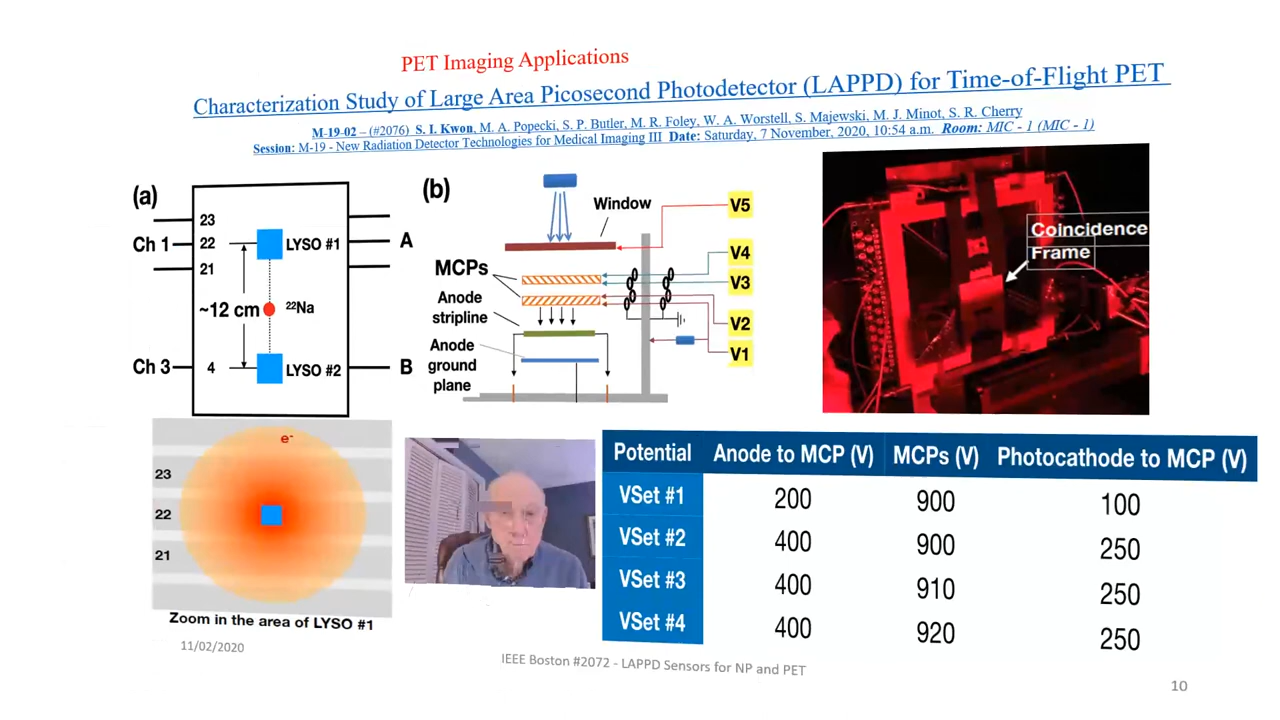 PET Imaging Applications
Characterization Study of Large Area Picosecond Photodetector (LAPPD) for Time-of-Flight PET
M-19-02 – (#2076) S. I. Kwon, M. A. Popecki, S. P. Butler, M. R. Foley, W. A. Worstell, S. Majewski, M. J. Minot, S. R. Cherry
Session: M-19 - New Radiation Detector Technologies for Medical Imaging III Date: Saturday, 7 November, 2020, 10:54 a.m. Room: MIC - 1 (MIC - 1)
(a)
23
Ch 1 22 LYSO #1 A
21
~12 cm ²²Na
Ch 3 4 LYSO #2 B
(b)
Window
MCPs
Anode
stripline
Anode
ground
plane
V5
V4
V3
V2
V1
Coincidence
Frame
e⁻
23
22
21
Zoom in the area of LYSO #1
Potential Anode to MCP (V) MCPs (V) Photocathode to MCP (V)
VSet #1 200 900 100
VSet #2 400 900 250
VSet #3 400 910 250
VSet #4 400 920 250
11/02/2020
IEEE Boston #2072 - LAPPD Sensors for NP and PET
10